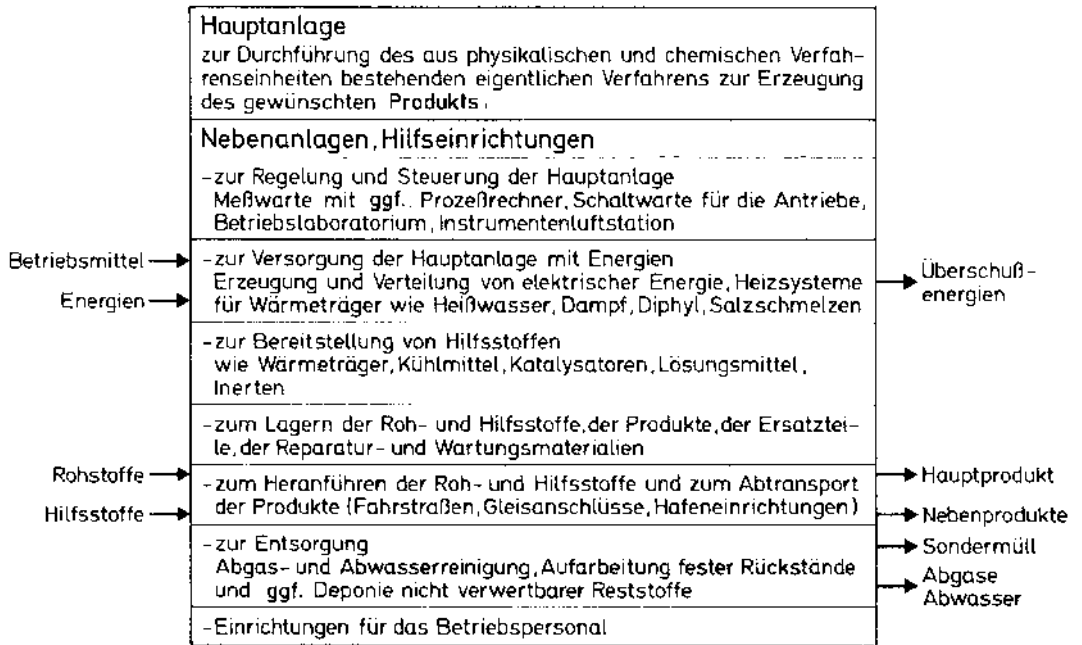 Hauptanlage
zur Durchführung des aus physikalischen und chemischen Verfah-
renseinheiten bestehenden eigentlichen Verfahrens zur Erzeugung
des gewünschten Produkts.
Nebenanlagen, Hilfseinrichtungen
-zur Regelung und Steuerung der Hauptanlage
Meßwarte mit ggf. Prozeßrechner, Schaltwarte für die Antriebe,
Betriebslaboratorium, Instrumentenluftstation
Betriebsmittel
Energien
-zur Versorgung der Hauptanlage mit Energien
Erzeugung und Verteilung von elektrischer Energie, Heizsysteme
für Wärmeträger wie Heißwasser, Dampf, Diphyl, Salzschmelzen
Überschuß-
energien
-zur Bereitstellung von Hilfsstoffen
wie Wärmeträger, Kühlmittel, Katalysatoren, Lösungsmittel,
Inerten
-zum Lagern der Roh- und Hilfsstoffe, der Produkte, der Ersatztei-
le, der Reparatur- und Wartungsmaterialien
Rohstoffe
Hilfsstoffe
-zum Heranführen der Roh- und Hilfsstoffe und zum Abtransport
der Produkte (Fahrstraßen, Gleisanschlüsse, Hafeneinrichtungen)
Hauptprodukt
Nebenprodukte
-zur Entsorgung
Abgas- und Abwasserreinigung, Aufarbeitung fester Rückstände
und ggf. Deponie nicht verwertbarer Reststoffe
Sondermüll
Abgase
Abwasser
-Einrichtungen für das Betriebspersonal